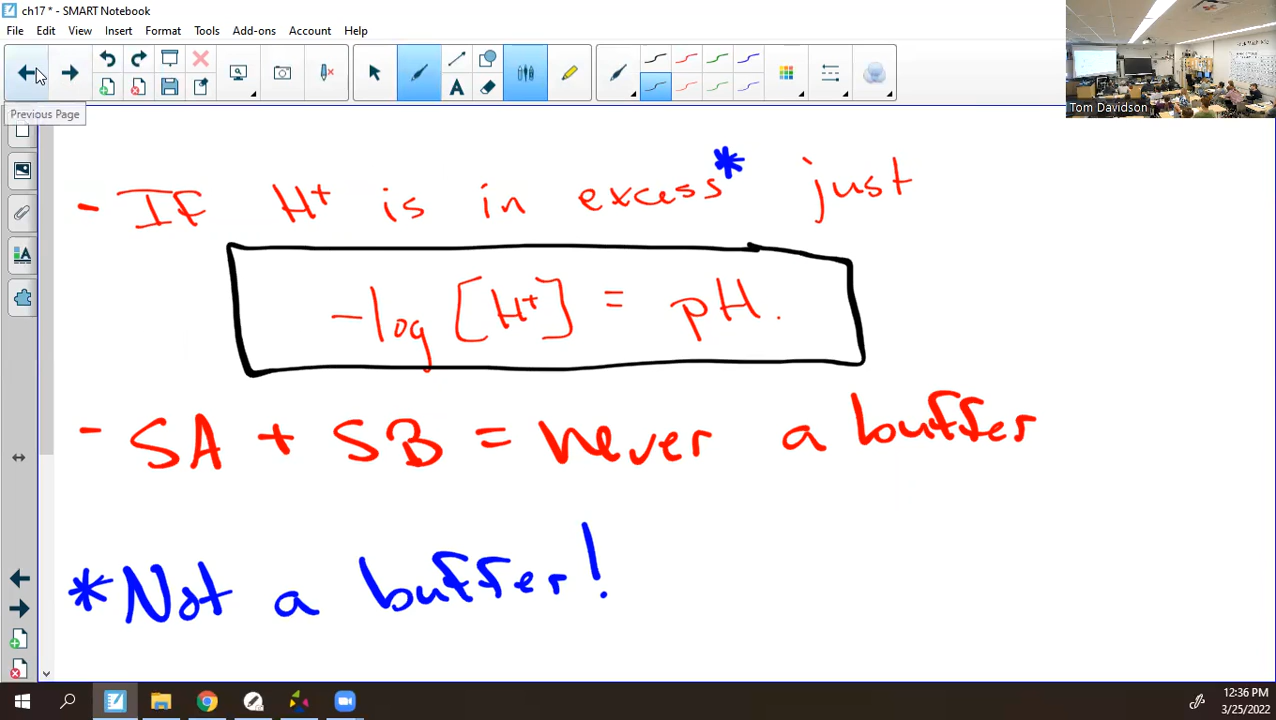 ch17 * - SMART Notebook
File Edit View Insert Format Tools Add-ons Account Help
Tom Davidson
Previous Page
- IF H⁺ is in excess* just
-log [H⁺] = pH.
- SA + SB = never a buffer
*Not a buffer!
12:36 PM
3/25/2022